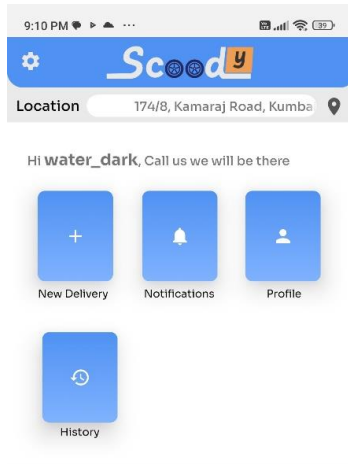 9:10 PM
39
Scoody
Location 174/8, Kamaraj Road, Kumba
Hi water_dark, Call us we will be there
New Delivery Notifications Profile
History